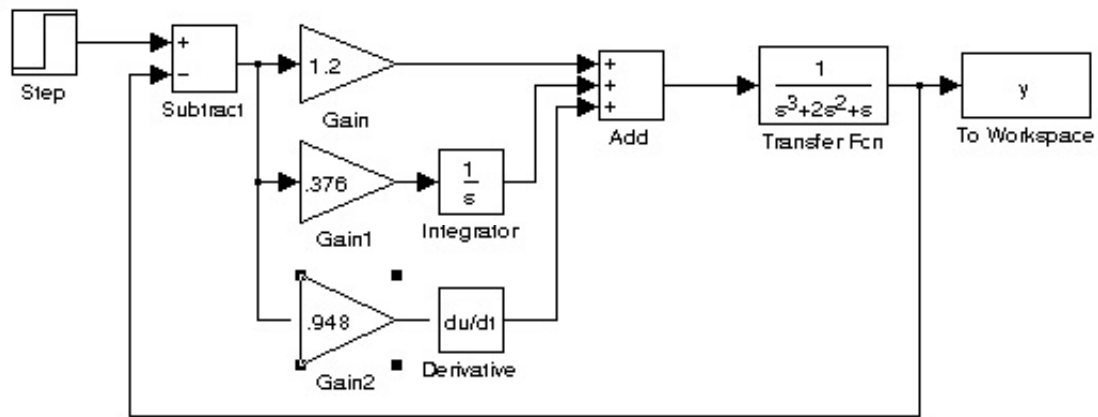 Step
+
−
Subtract
1.2
Gain
.376
Gain1
1
s
Integrator
.948
Gain2
du/dt
Derivative
+
+
+
Add
1
s³+2s²+s
Transfer Fcn
y
To Workspace